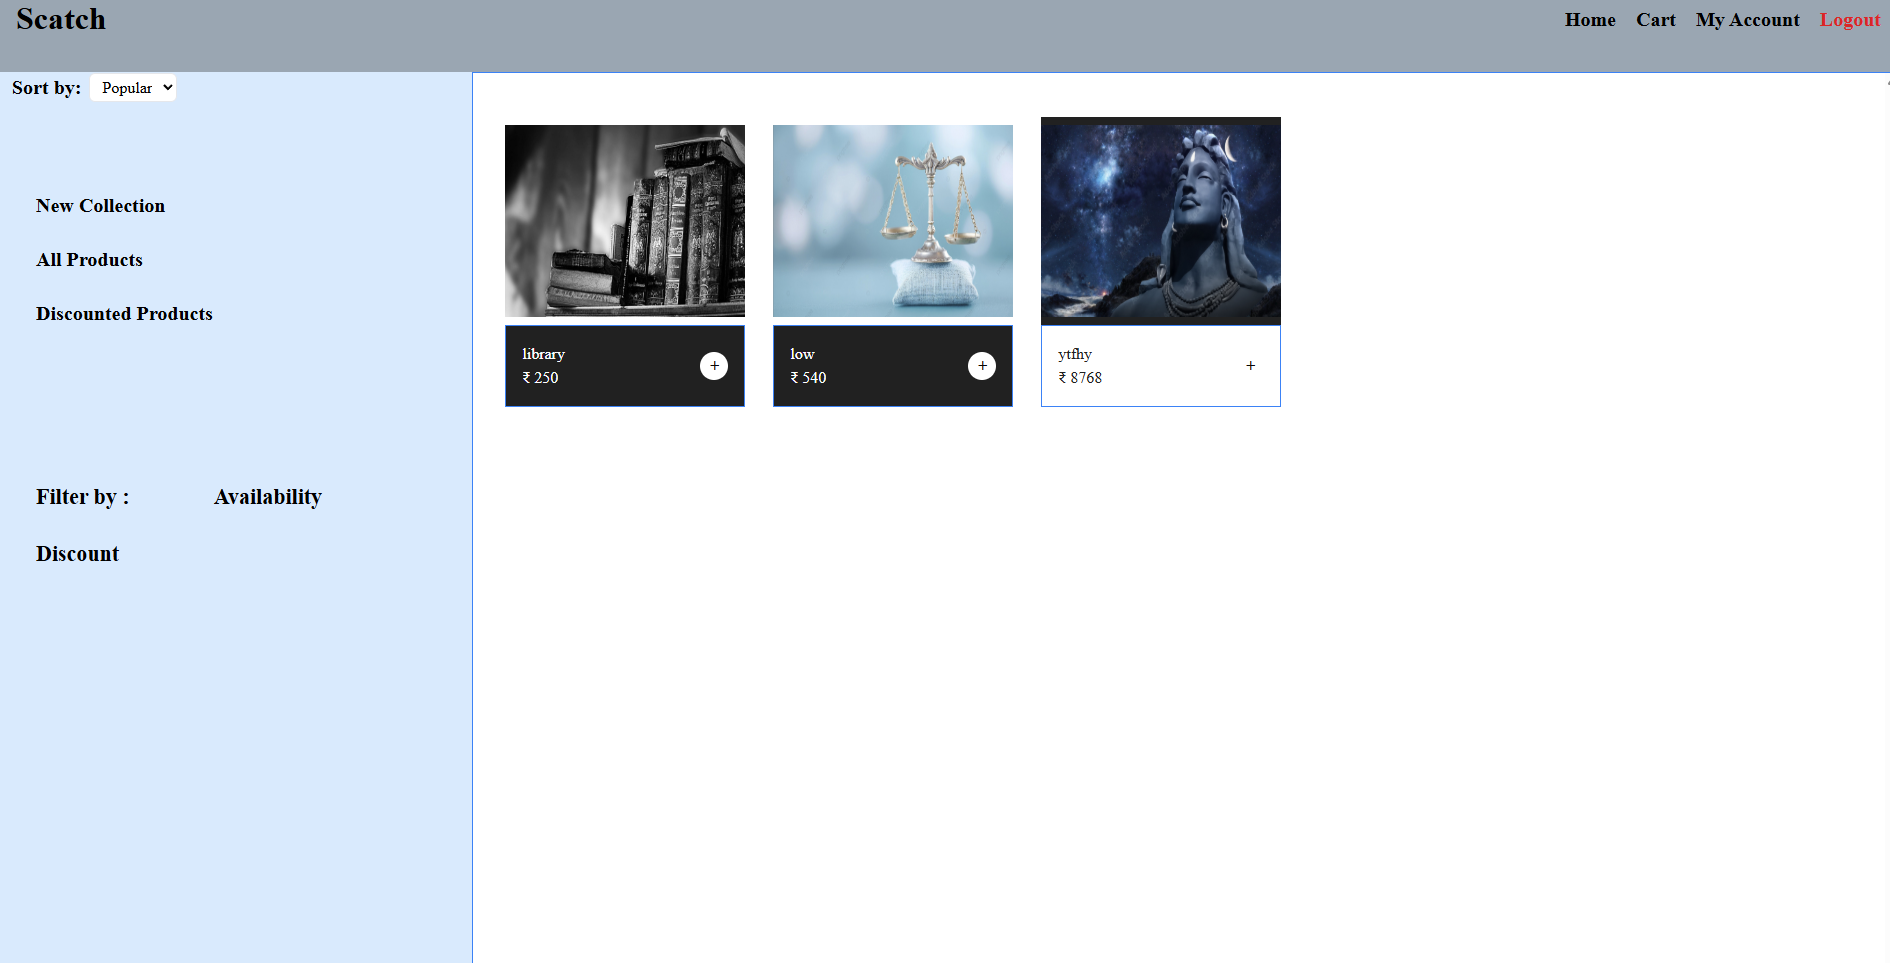 Scatch
Home Cart My Account Logout
Sort by: Popular
New Collection
All Products
Discounted Products
Filter by : Availability
Discount
library
₹ 250
+
low
₹ 540
+
ytfhy
₹ 8768
+